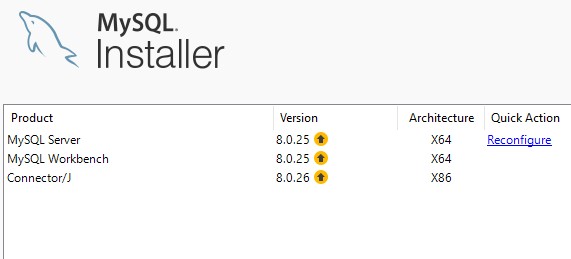 MySQL.
Installer
Product Version Architecture Quick Action
MySQL Server 8.0.25 X64 Reconfigure
MySQL Workbench 8.0.25 X64
Connector/J 8.0.26 X86